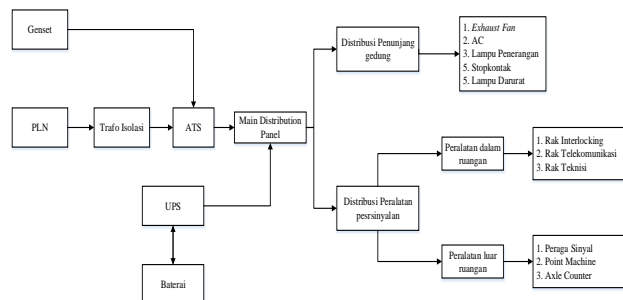 Genset
PLN
Trafo Isolasi
ATS
Main Distribution
Panel
UPS
Baterai
Distribusi Penunjang
gedung
1. Exhaust Fan
2. AC
3. Lampu Penerangan
5. Stopkontak
5. Lampu Darurat
Distribusi Peralatan
pesrsinyalan
Peralatan dalam
ruangan
1. Rak Interlocking
2. Rak Telekomunikasi
3. Rak Teknisi
Peralatan luar
ruangan
1. Peraga Sinyal
2. Point Machine
3. Axle Counter